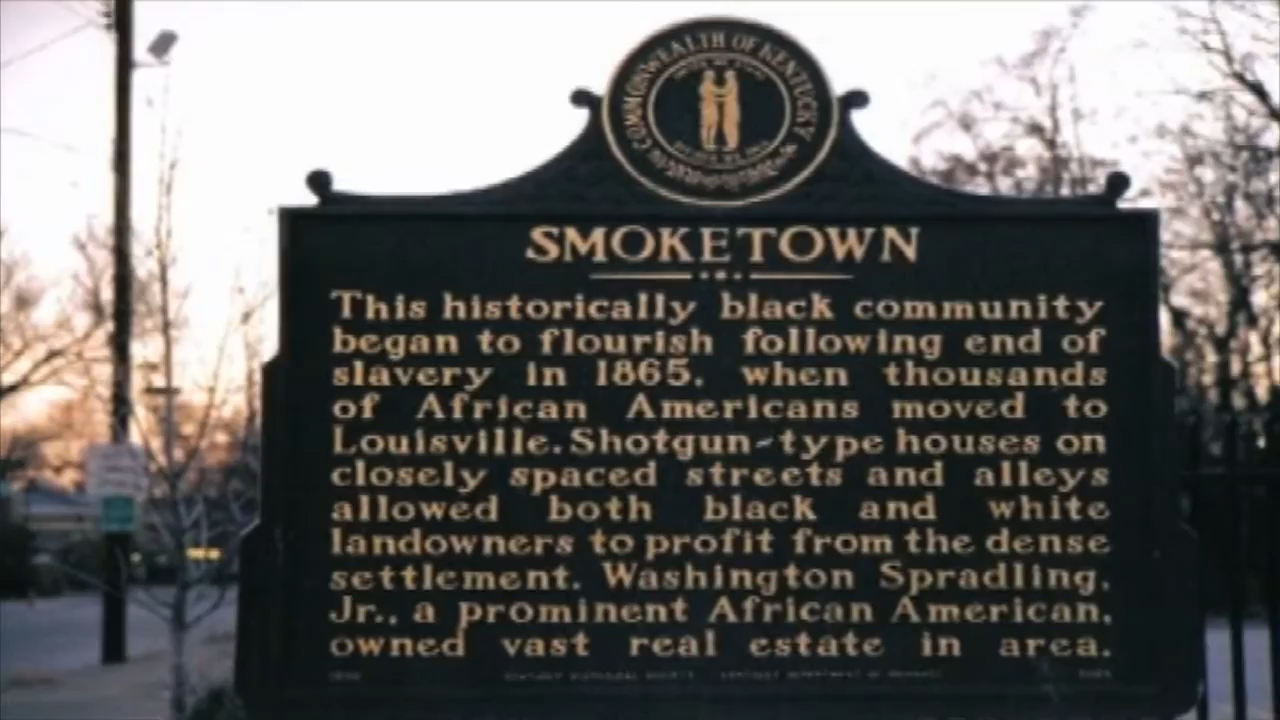 COMMONWEALTH OF KENTUCKY
SMOKETOWN
This historically black community
began to flourish following end of
slavery in 1865, when thousands
of African Americans moved to
Louisville. Shotgun-type houses on
closely spaced streets and alleys
allowed both black and white
landowners to profit from the dense
settlement. Washington Spradling,
Jr., a prominent African American,
owned vast real estate in area.